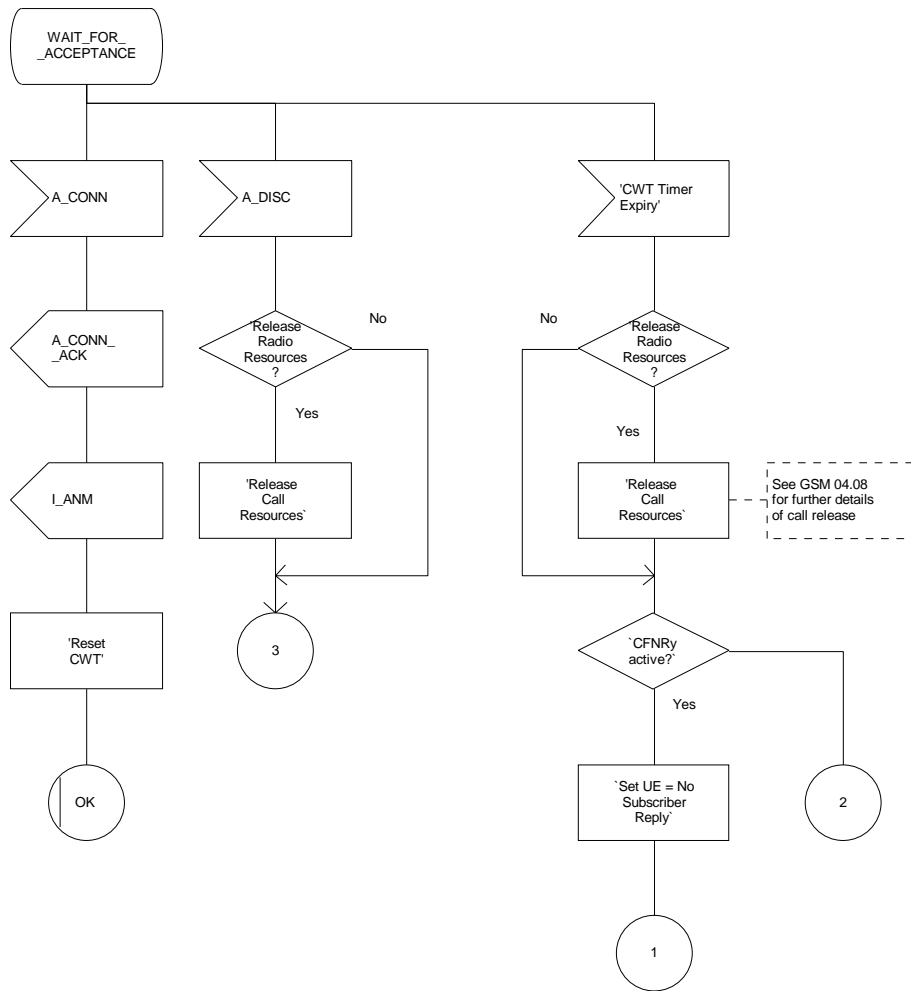 WAIT_FOR_
_ACCEPTANCE
A_CONN
A_DISC
'CWT Timer
Expiry'
A_CONN_
_ACK
'Release
Radio
Resources
?
No
Yes
No
'Release
Radio
Resources
?
Yes
I_ANM
'Release
Call
Resources`
'Release
Call
Resources`
See GSM 04.08
for further details
of call release
'Reset
CWT'
3
`CFNRy
active?`
Yes
OK
`Set UE = No
Subscriber
Reply`
2
1